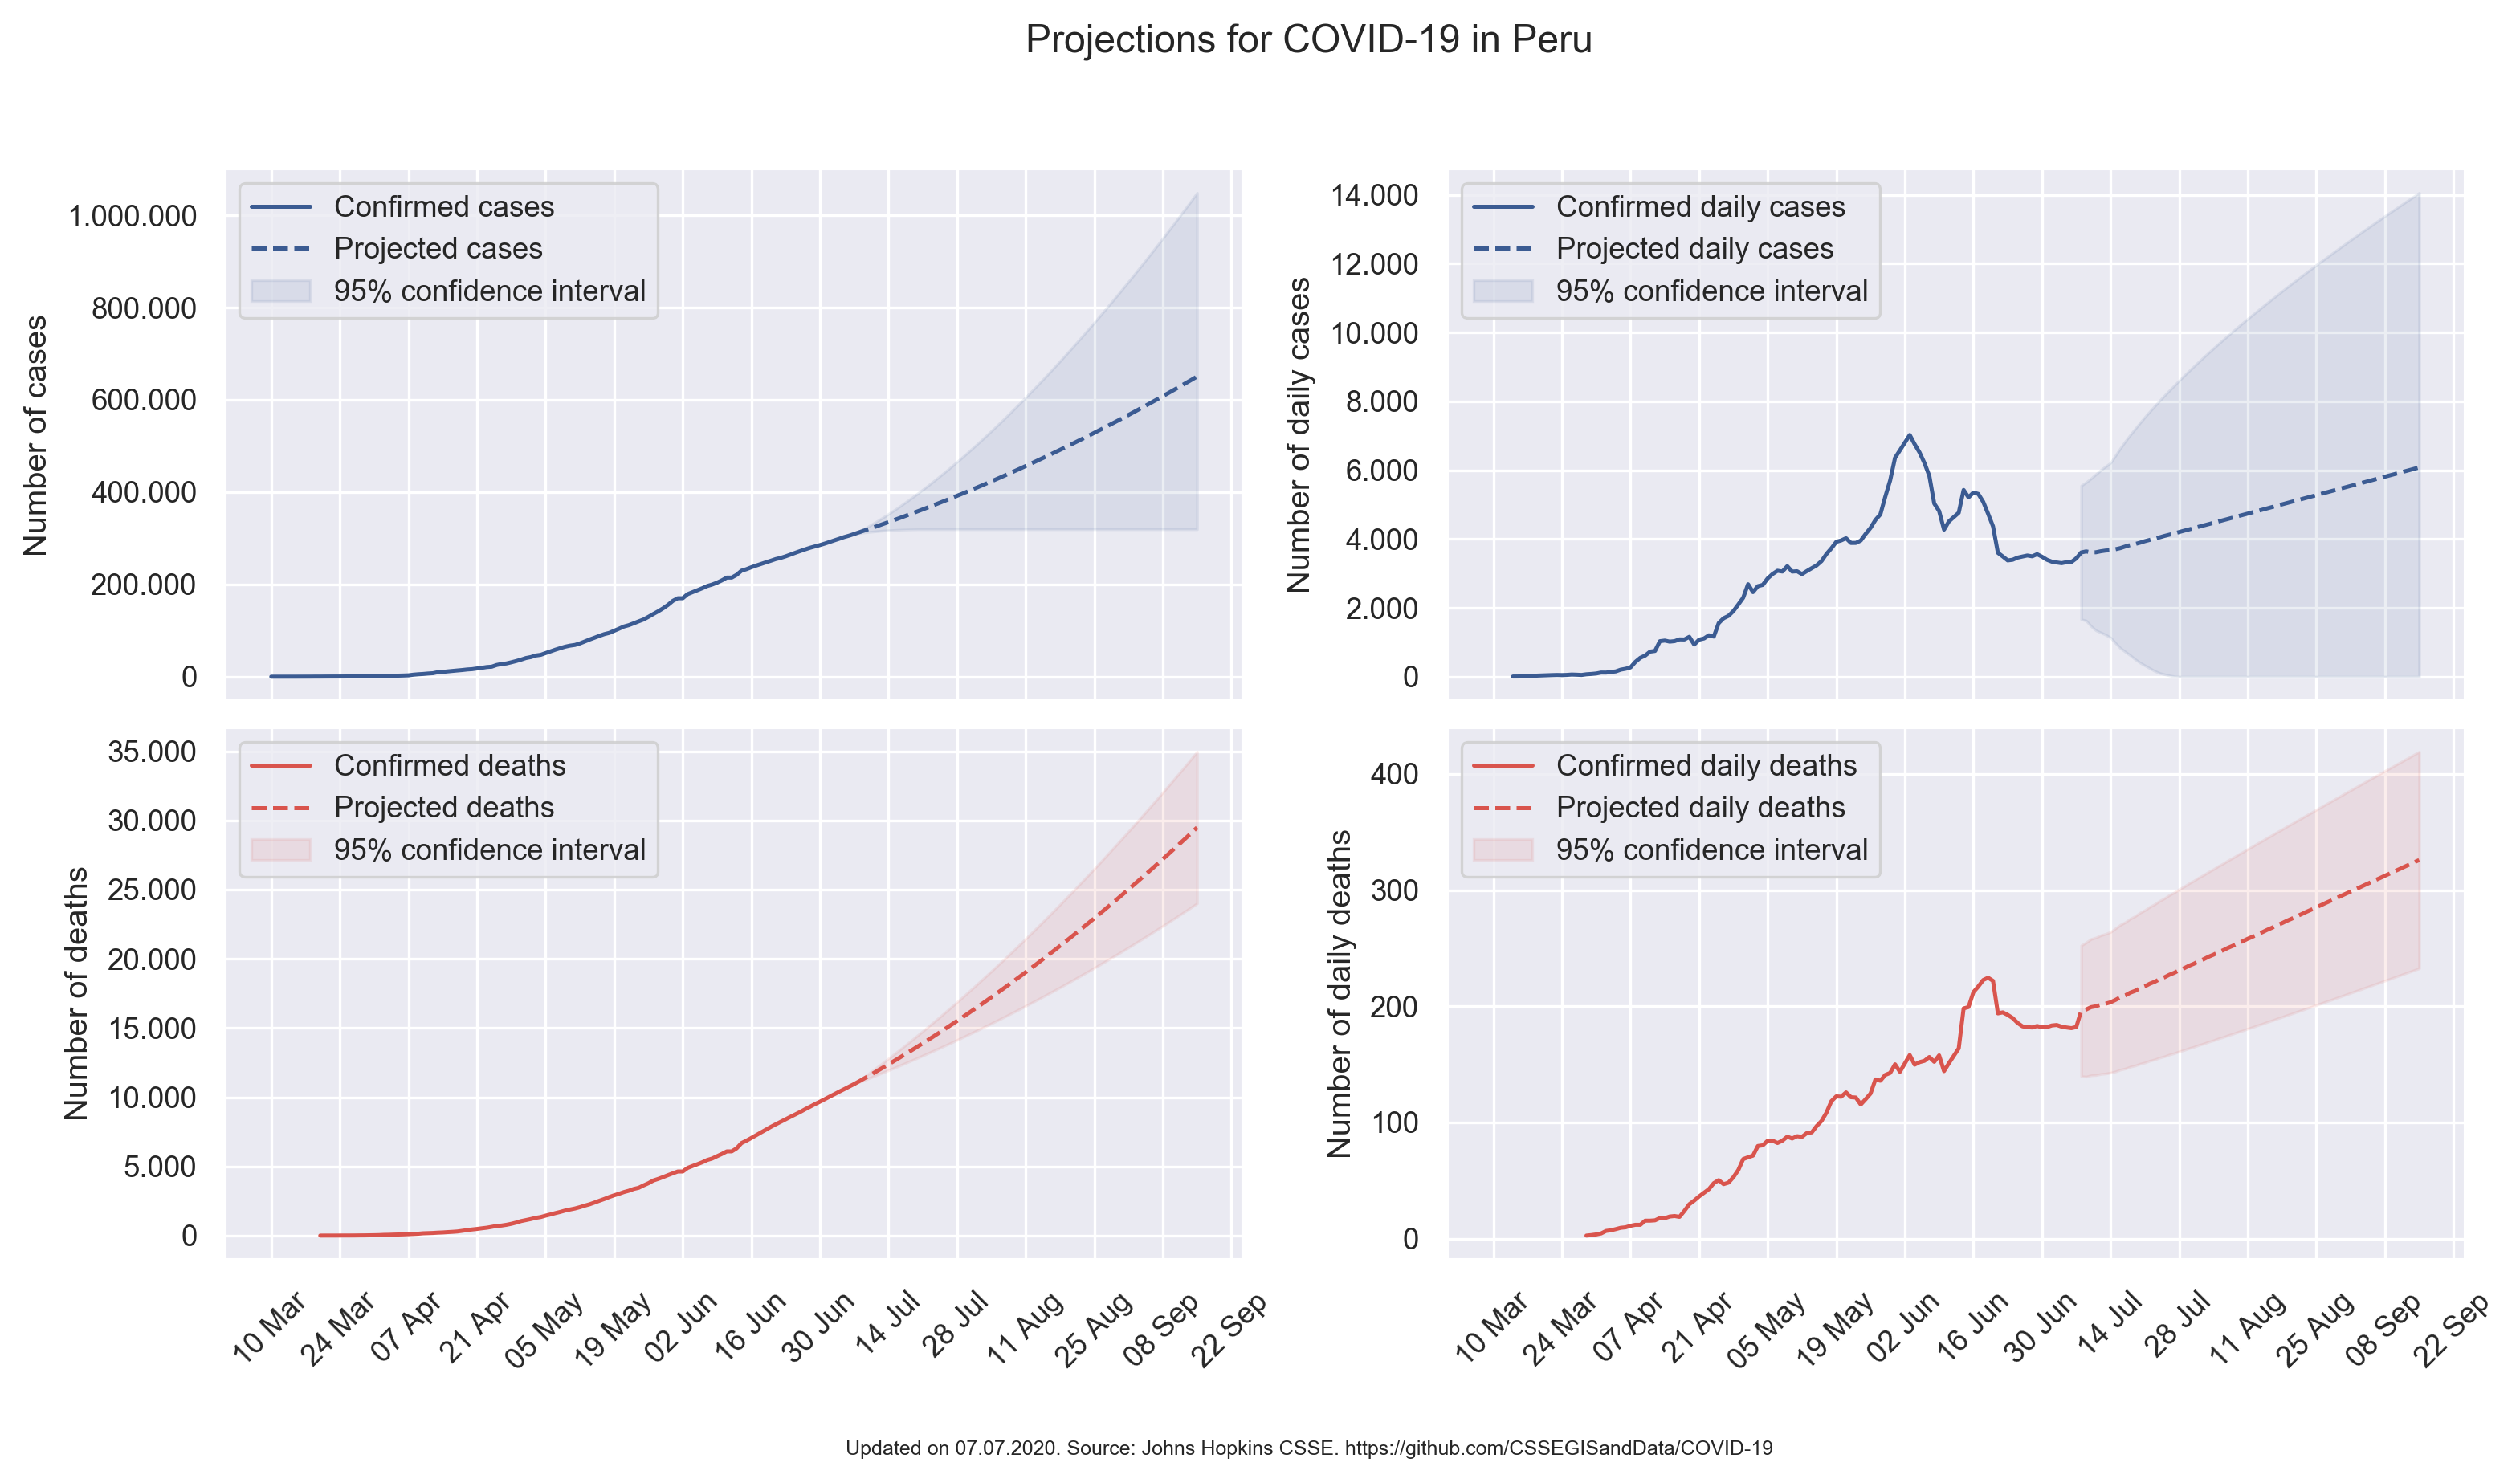 Projections for COVID-19 in Peru
Number of cases
1.000.000
800.000
600.000
400.000
200.000
0
Confirmed cases
Projected cases
95% confidence interval
Number of daily cases
14.000
12.000
10.000
8.000
6.000
4.000
2.000
0
Confirmed daily cases
Projected daily cases
95% confidence interval
Number of deaths
35.000
30.000
25.000
20.000
15.000
10.000
5.000
0
Confirmed deaths
Projected deaths
95% confidence interval
10 Mar
24 Mar
07 Apr
21 Apr
05 May
19 May
02 Jun
16 Jun
30 Jun
14 Jul
28 Jul
11 Aug
25 Aug
08 Sep
22 Sep
Number of daily deaths
400
300
200
100
0
Confirmed daily deaths
Projected daily deaths
95% confidence interval
10 Mar
24 Mar
07 Apr
21 Apr
05 May
19 May
02 Jun
16 Jun
30 Jun
14 Jul
28 Jul
11 Aug
25 Aug
08 Sep
22 Sep
Updated on 07.07.2020. Source: Johns Hopkins CSSE. https://github.com/CSSEGISandData/COVID-19